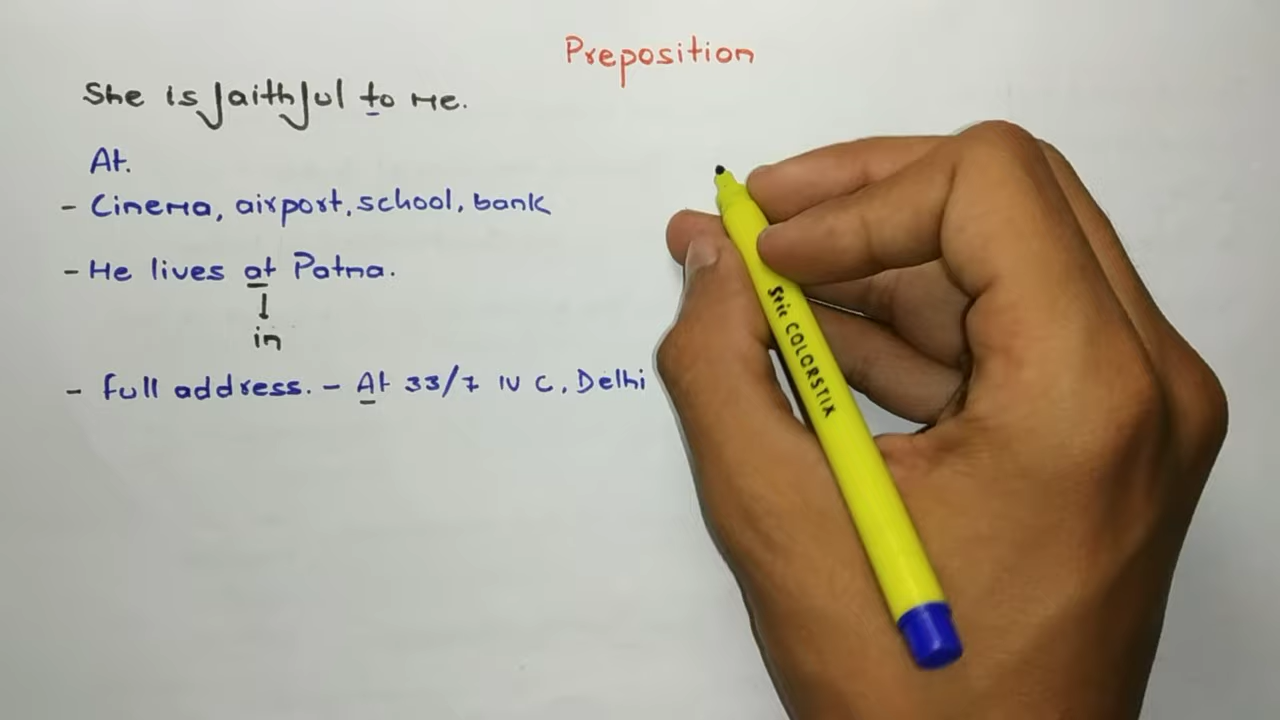 Preposition
She is faithful to me.
At.
- Cinema, airport, school, bank
- He lives at Patna.
in
- full address. - At 33/7 IV C, Delhi
Stic COLORSTIX